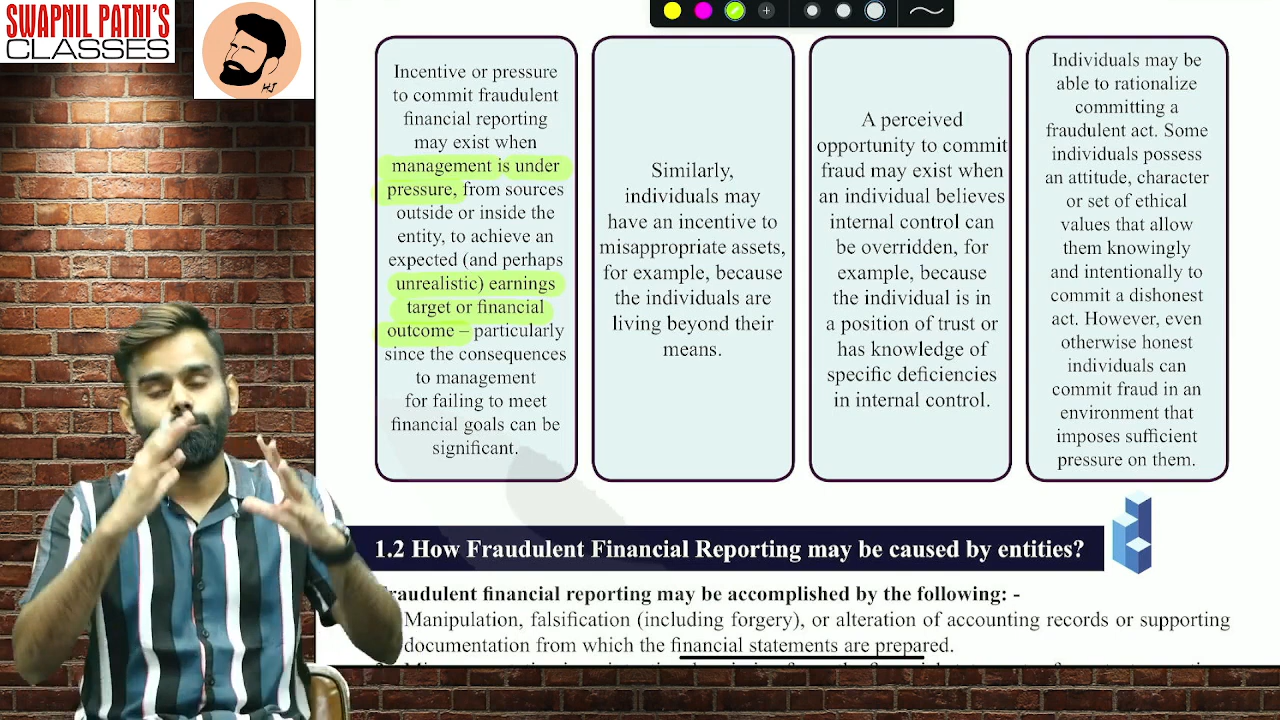 SWAPNIL PATNI'S
CLASSES
HJ
Incentive or pressure
to commit fraudulent
financial reporting
may exist when
management is under
pressure, from sources
outside or inside the
entity, to achieve an
expected (and perhaps
unrealistic) earnings
target or financial
outcome – particularly
since the consequences
to management
for failing to meet
financial goals can be
significant.
Similarly,
individuals may
have an incentive to
misappropriate assets,
for example, because
the individuals are
living beyond their
means.
A perceived
opportunity to commit
fraud may exist when
an individual believes
internal control can
be overridden, for
example, because
the individual is in
a position of trust or
has knowledge of
specific deficiencies
in internal control.
Individuals may be
able to rationalize
committing a
fraudulent act. Some
individuals possess
an attitude, character
or set of ethical
values that allow
them knowingly
and intentionally to
commit a dishonest
act. However, even
otherwise honest
individuals can
commit fraud in an
environment that
imposes sufficient
pressure on them.
1.2 How Fraudulent Financial Reporting may be caused by entities?
Fraudulent financial reporting may be accomplished by the following: -
Manipulation, falsification (including forgery), or alteration of accounting records or supporting
documentation from which the financial statements are prepared.